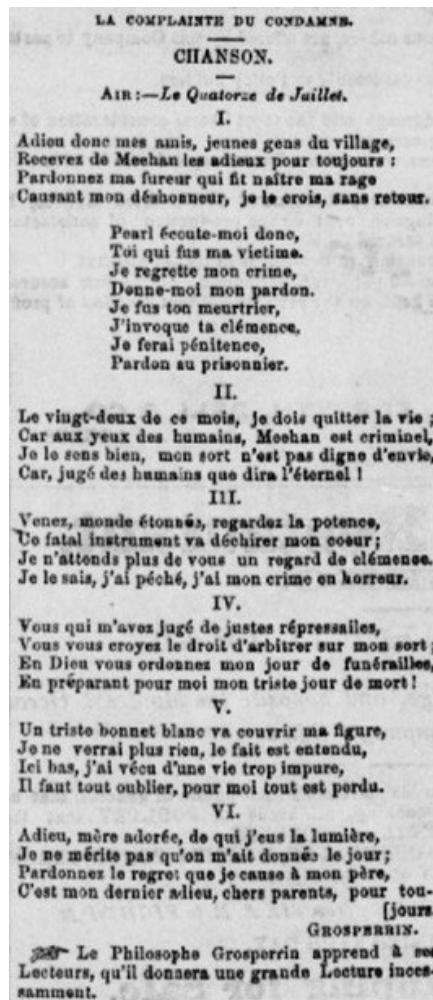 LA COMPLAINTE DU CONDAMNE.
CHANSON.
AIR :—Le Quatorze de Juillet.
I.
Adieu donc mes amis, jeunes gens du village,
Recevez de Meehan les adieux pour toujours :
Pardonnez ma fureur qui fit naître ma rage
Causant mon déshonneur, je le crois, sans retour.
Pearl écoute-moi donc,
Toi qui fus ma victime.
Je regrette mon crime,
Donne-moi mon pardon.
Je fus ton meurtrier,
J'invoque ta clémence,
Je ferai pénitence,
Pardon au prisonnier.
II.
Le vingt-deux de ce mois, je dois quitter la vie ;
Car aux yeux des humains, Meehan est criminel,
Je le sens bien, mon sort n'est pas digne d'envie,
Car, jugé des humains que dira l'éternel !
III.
Venez, monde étonnés, regardez la potence,
Ce fatal instrument va déchirer mon coeur ;
Je n'attends plus de vous un regard de clémence.
Je le sais, j'ai péché, j'ai mon crime en horreur.
IV.
Vous qui m'avez jugé de justes répressailes,
Vous vous croyez le droit d'arbitrer sur mon sort ;
En Dieu vous ordonnez mon jour de funérailles,
En préparant pour moi mon triste jour de mort !
V.
Un triste bonnet blanc va couvrir ma figure,
Je ne verrai plus rien, le fait est entendu,
Ici bas, j'ai vécu d'une vie trop impure,
Il faut tout oublier, pour moi tout est perdu.
VI.
Adieu, mère adorée, de qui j'eus la lumière,
Je ne mérite pas qu'on m'ait donnée le jour ;
Pardonnez le regret que je cause à mon père,
C'est mon dernier adieu, chers parents, pour tou-
[jours
GROSPERRIN.
Le Philosophe Grosperrin apprend à ses
Lecteurs, qu'il donnera une grande Lecture inces-
samment.